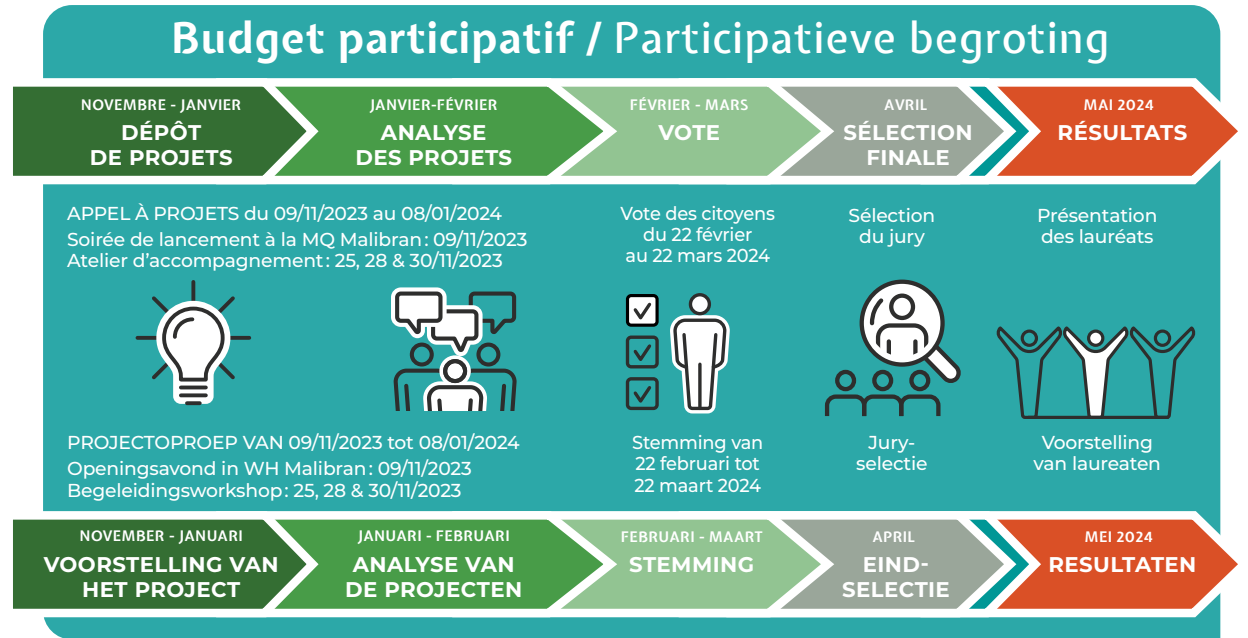 Budget participatif / Participatieve begroting
NOVEMBRE - JANVIER
DÉPÔT
DE PROJETS
JANVIER-FÉVRIER
ANALYSE
DES PROJETS
FÉVRIER - MARS
VOTE
AVRIL
SÉLECTION
FINALE
MAI 2024
RÉSULTATS
APPEL À PROJETS du 09/11/2023 au 08/01/2024
Soirée de lancement à la MQ Malibran : 09/11/2023
Atelier d'accompagnement : 25, 28 & 30/11/2023
Vote des citoyens
du 22 février
au 22 mars 2024
Sélection
du jury
Présentation
des lauréats
PROJECTOPROEP VAN 09/11/2023 tot 08/01/2024
Openingsavond in WH Malibran : 09/11/2023
Begeleidingsworkshop : 25, 28 & 30/11/2023
Stemming van
22 februari tot
22 maart 2024
Jury-
selectie
Voorstelling
van laureaten
NOVEMBER - JANUARI
VOORSTELLING VAN
HET PROJECT
JANUARI - FEBRUARI
ANALYSE VAN
DE PROJECTEN
FEBRUARI - MAART
STEMMING
APRIL
EIND-
SELECTIE
MEI 2024
RESULTATEN